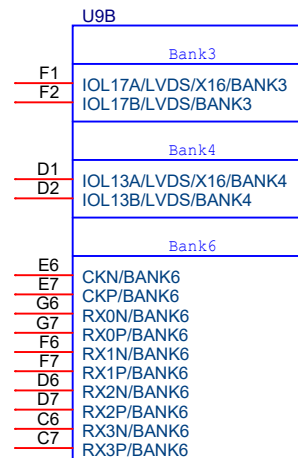 U9B
Bank3
F1 IOL17A/LVDS/X16/BANK3
F2 IOL17B/LVDS/BANK3
Bank4
D1 IOL13A/LVDS/X16/BANK4
D2 IOL13B/LVDS/BANK4
Bank6
E6 CKN/BANK6
E7 CKP/BANK6
G6 RX0N/BANK6
G7 RX0P/BANK6
F6 RX1N/BANK6
F7 RX1P/BANK6
D6 RX2N/BANK6
D7 RX2P/BANK6
C6 RX3N/BANK6
C7 RX3P/BANK6